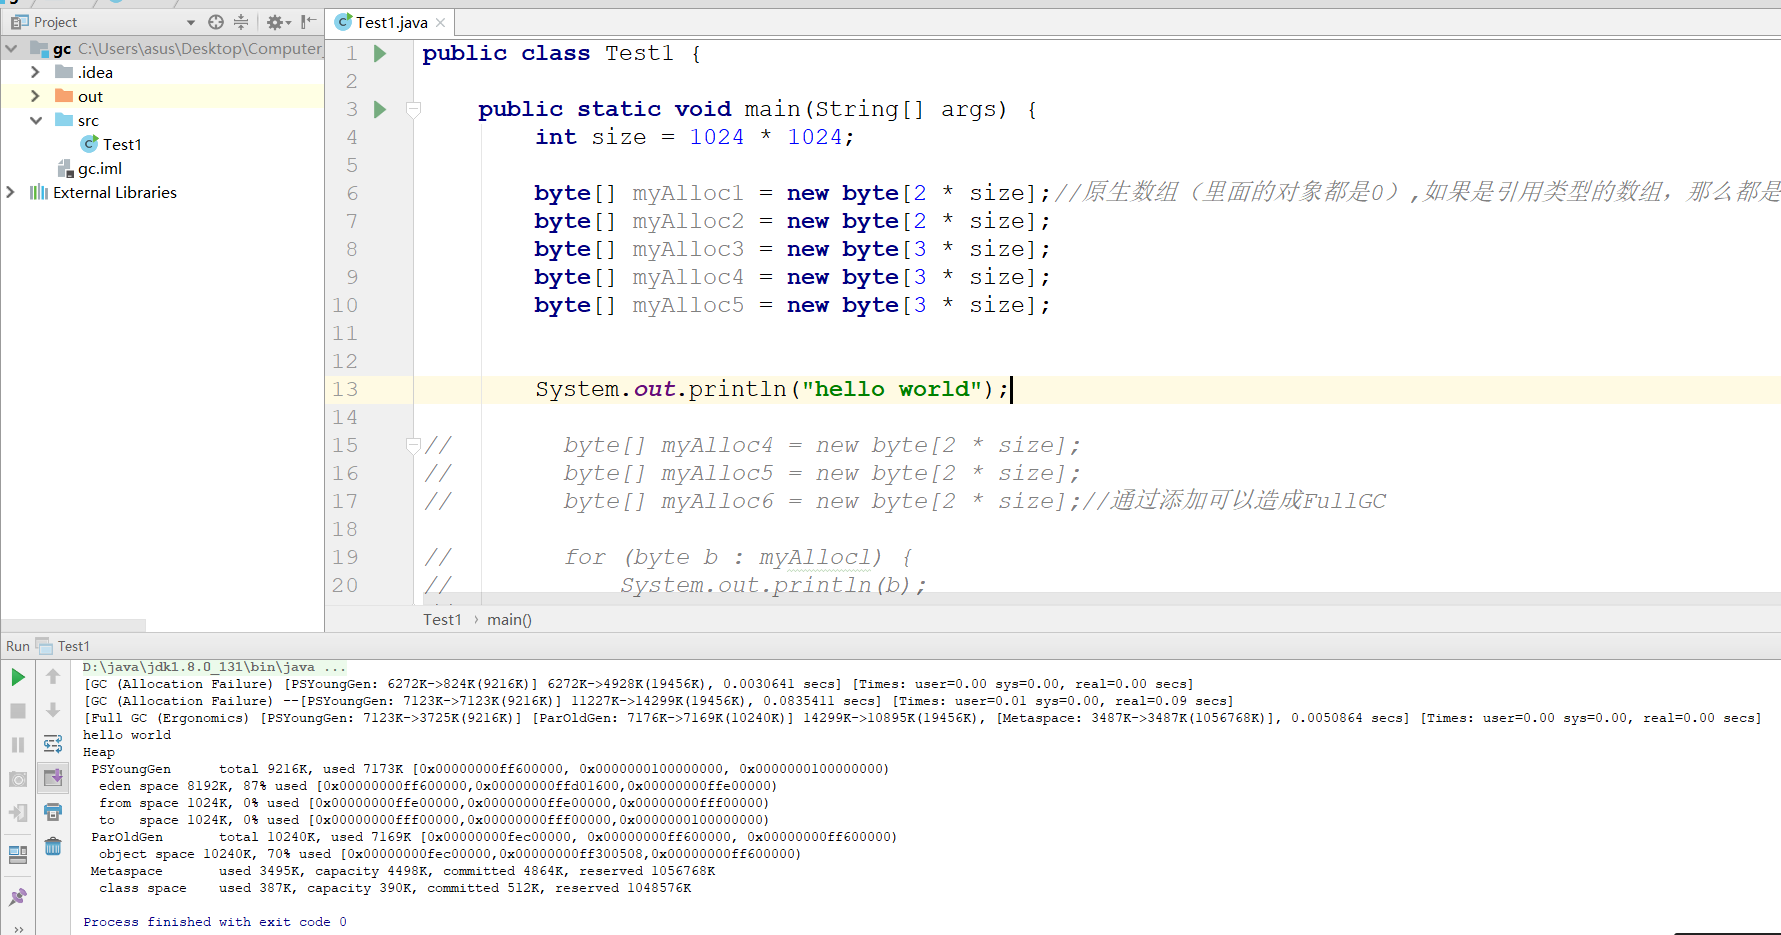 Project
Test1.java
gc C:\Users\asus\Desktop\Computer
.idea
out
src
Test1
gc.iml
External Libraries
1 public class Test1 {
2
3 public static void main(String[] args) {
4 int size = 1024 * 1024;
5
6 byte[] myAlloc1 = new byte[2 * size];//原生数组（里面的对象都是0）,如果是引用类型的数组，那么都是
7 byte[] myAlloc2 = new byte[2 * size];
8 byte[] myAlloc3 = new byte[3 * size];
9 byte[] myAlloc4 = new byte[3 * size];
10 byte[] myAlloc5 = new byte[3 * size];
11
12
13 System.out.println("hello world");
14
15 // byte[] myAlloc4 = new byte[2 * size];
16 // byte[] myAlloc5 = new byte[2 * size];
17 // byte[] myAlloc6 = new byte[2 * size];//通过添加可以造成FullGC
18
19 // for (byte b : myAllocl) {
20 // System.out.println(b);
Test1 › main()
Run Test1
D:\java\jdk1.8.0_131\bin\java ...
[GC (Allocation Failure) [PSYoungGen: 6272K->824K(9216K)] 6272K->4928K(19456K), 0.0030641 secs] [Times: user=0.00 sys=0.00, real=0.00 secs]
[GC (Allocation Failure) --[PSYoungGen: 7123K->7123K(9216K)] 11227K->14299K(19456K), 0.0835411 secs] [Times: user=0.01 sys=0.00, real=0.09 secs]
[Full GC (Ergonomics) [PSYoungGen: 7123K->3725K(9216K)] [ParOldGen: 7176K->7169K(10240K)] 14299K->10895K(19456K), [Metaspace: 3487K->3487K(1056768K)], 0.0050864 secs] [Times: user=0.00 sys=0.00, real=0.00 secs]
hello world
Heap
PSYoungGen total 9216K, used 7173K [0x00000000ff600000, 0x0000000100000000, 0x0000000100000000)
eden space 8192K, 87% used [0x00000000ff600000,0x00000000ffd01600,0x00000000ffe00000)
from space 1024K, 0% used [0x00000000ffe00000,0x00000000ffe00000,0x00000000fff00000)
to space 1024K, 0% used [0x00000000fff00000,0x00000000fff00000,0x0000000100000000)
ParOldGen total 10240K, used 7169K [0x00000000fec00000, 0x00000000ff600000, 0x00000000ff600000)
object space 10240K, 70% used [0x00000000fec00000,0x00000000ff300508,0x00000000ff600000)
Metaspace used 3495K, capacity 4498K, committed 4864K, reserved 1056768K
class space used 387K, capacity 390K, committed 512K, reserved 1048576K
Process finished with exit code 0